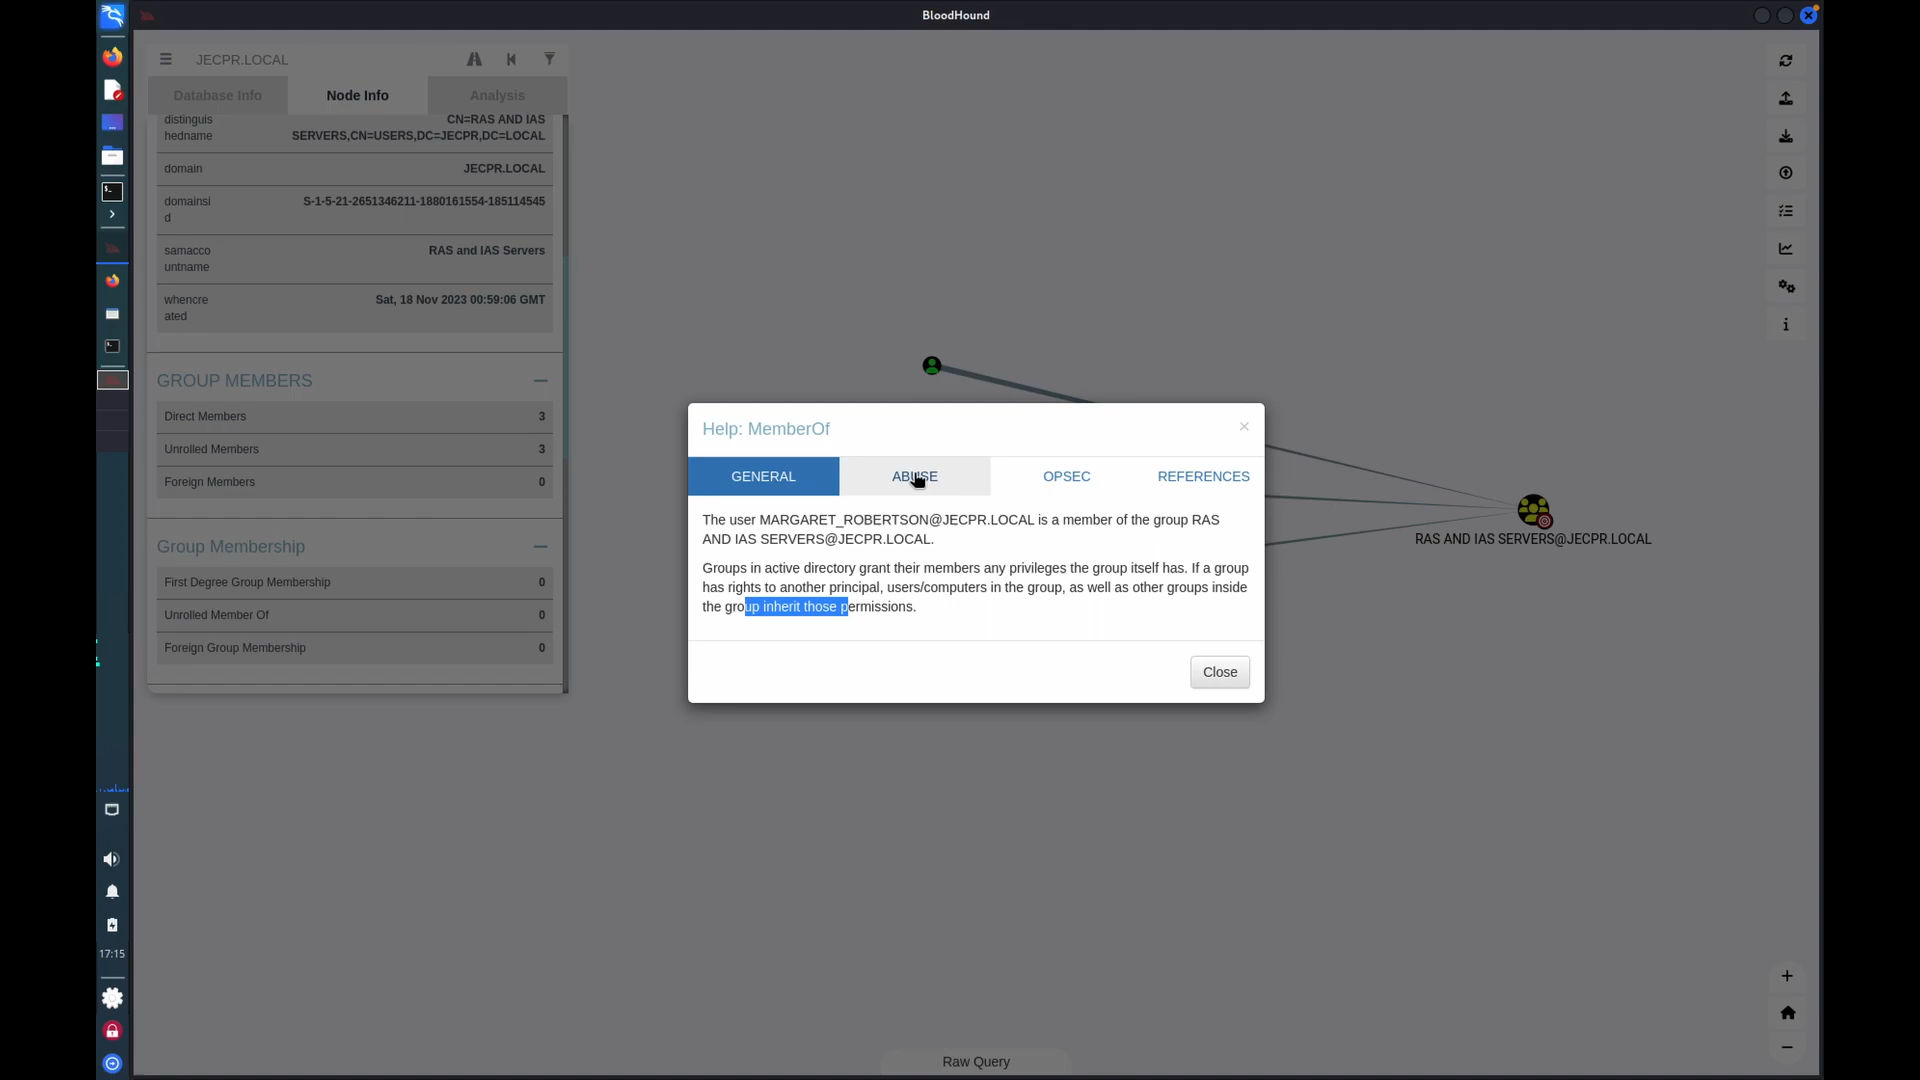 BloodHound
JECPR.LOCAL
Database Info
Node Info
Analysis
distinguis
hedname
CN=RAS AND IAS
SERVERS,CN=USERS,DC=JECPR,DC=LOCAL
domain
JECPR.LOCAL
domainsi
d
S-1-5-21-2651346211-1880161554-185114545
samacco
untname
RAS and IAS Servers
whencre
ated
Sat, 18 Nov 2023 00:59:06 GMT
GROUP MEMBERS
Direct Members 3
Unrolled Members 3
Foreign Members 0
Group Membership
First Degree Group Membership 0
Unrolled Member Of 0
Foreign Group Membership 0
Help: MemberOf
×
GENERAL
ABUSE
OPSEC
REFERENCES
The user MARGARET_ROBERTSON@JECPR.LOCAL is a member of the group RAS
AND IAS SERVERS@JECPR.LOCAL.
Groups in active directory grant their members any privileges the group itself has. If a group
has rights to another principal, users/computers in the group, as well as other groups inside
the group inherit those permissions.
Close
RAS AND IAS SERVERS@JECPR.LOCAL
Raw Query
17:15